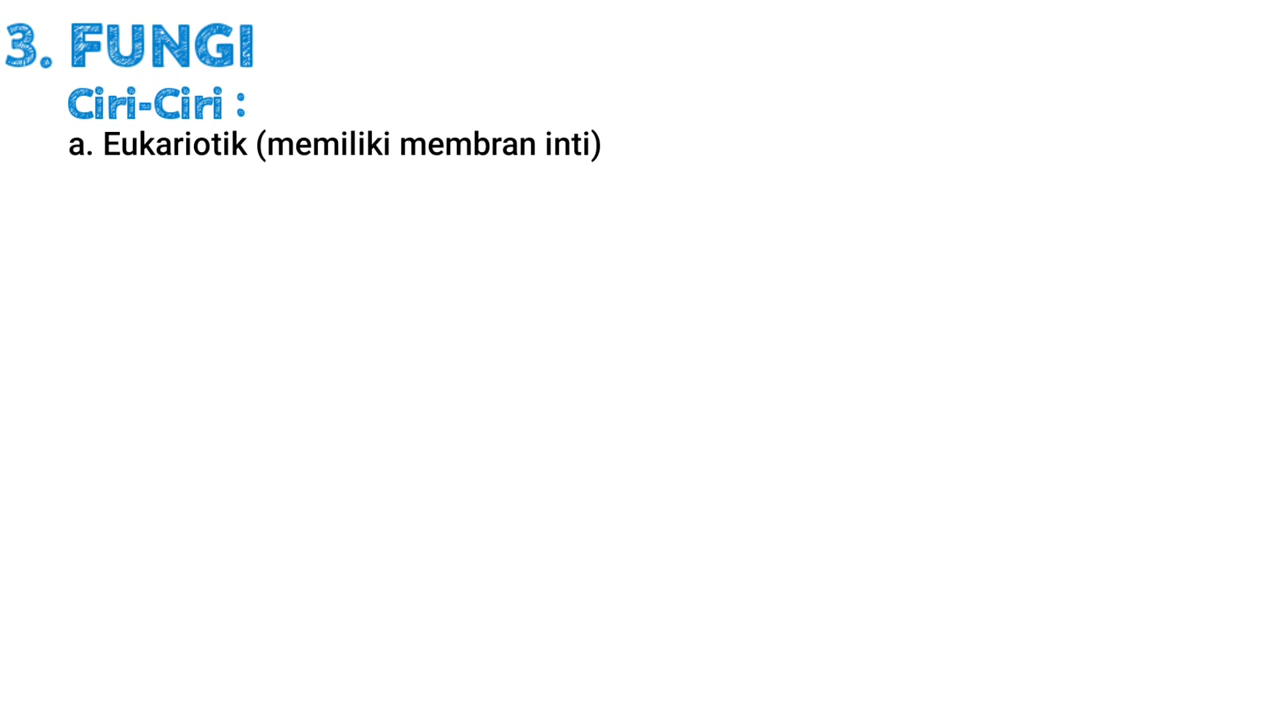 3. FUNGI
Ciri-Ciri :
a. Eukariotik (memiliki membran inti)